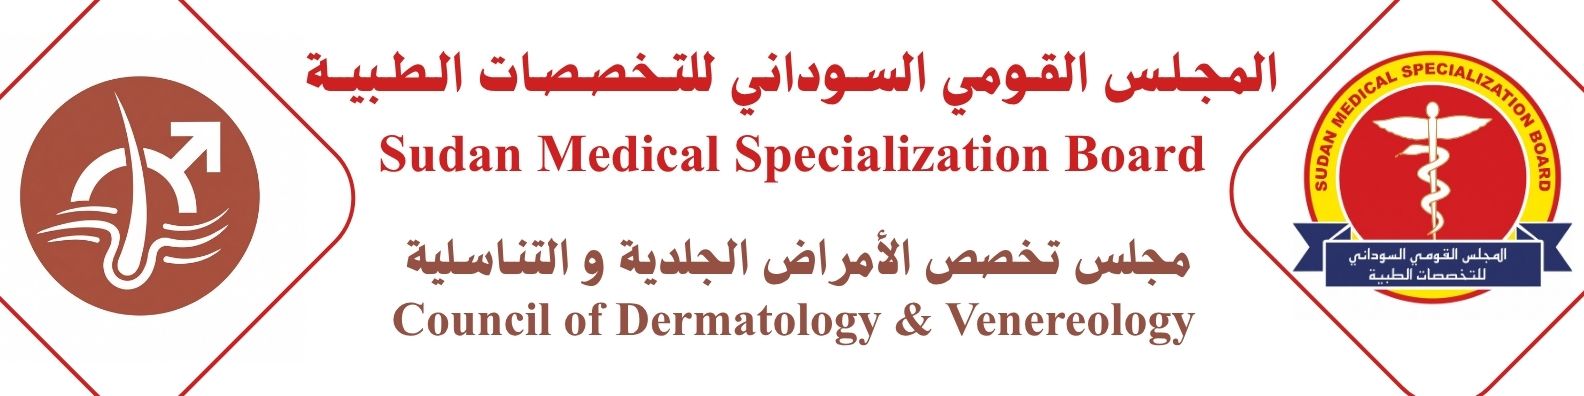 المجلس القومي السوداني للتخصصات الطبية
Sudan Medical Specialization Board
مجلس تخصص الأمراض الجلدية و التناسلية
Council of Dermatology & Venereology
SUDAN MEDICAL SPECIALIZATION BOARD
المجلس القومي السوداني
للتخصصات الطبية